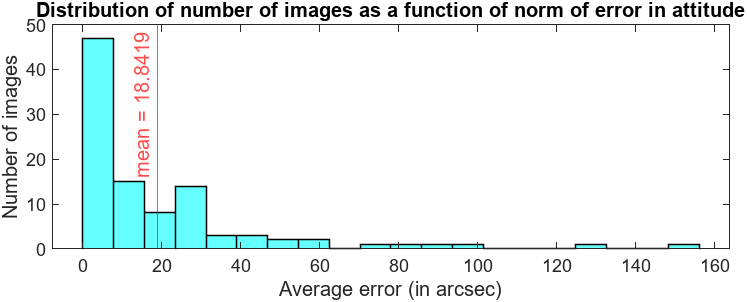 Distribution of number of images as a function of norm of error in attitude
50
40
30
20
10
0
Number of images
mean = 18.8419
0 20 40 60 80 100 120 140 160
Average error (in arcsec)